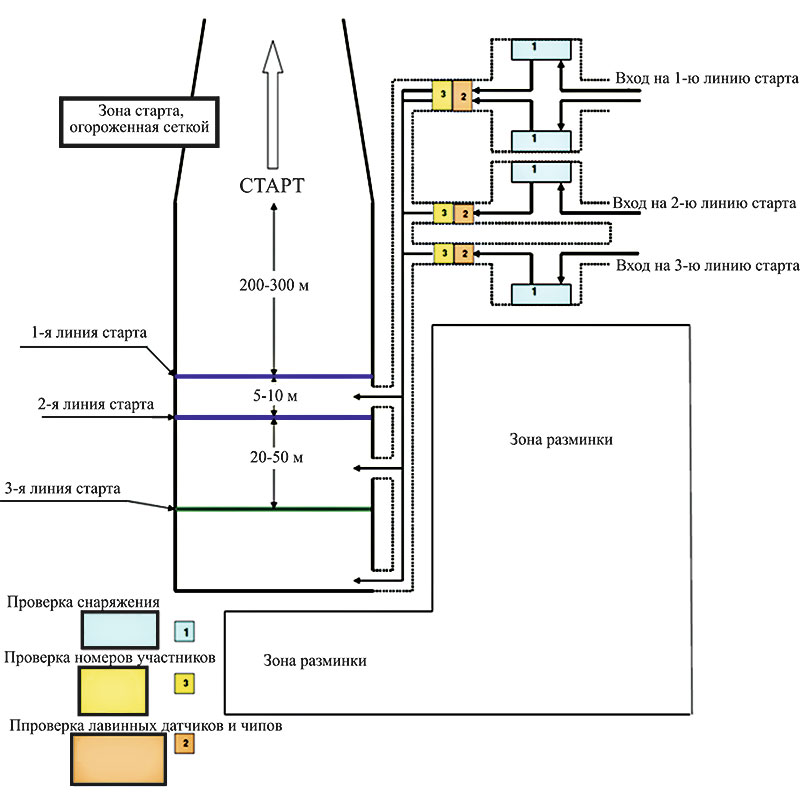 1
Вход на 1-ю линию старта
3
2
Зона старта,
огороженная сеткой
1
1
СТАРТ
Вход на 2-ю линию старта
3
2
3
2
Вход на 3-ю линию старта
200-300 м
1
1-я линия старта
5-10 м
2-я линия старта
Зона разминки
20-50 м
3-я линия старта
Проверка снаряжения
1
Проверка номеров участников
Зона разминки
3
Ппроверка лавинных датчиков и чипов
2